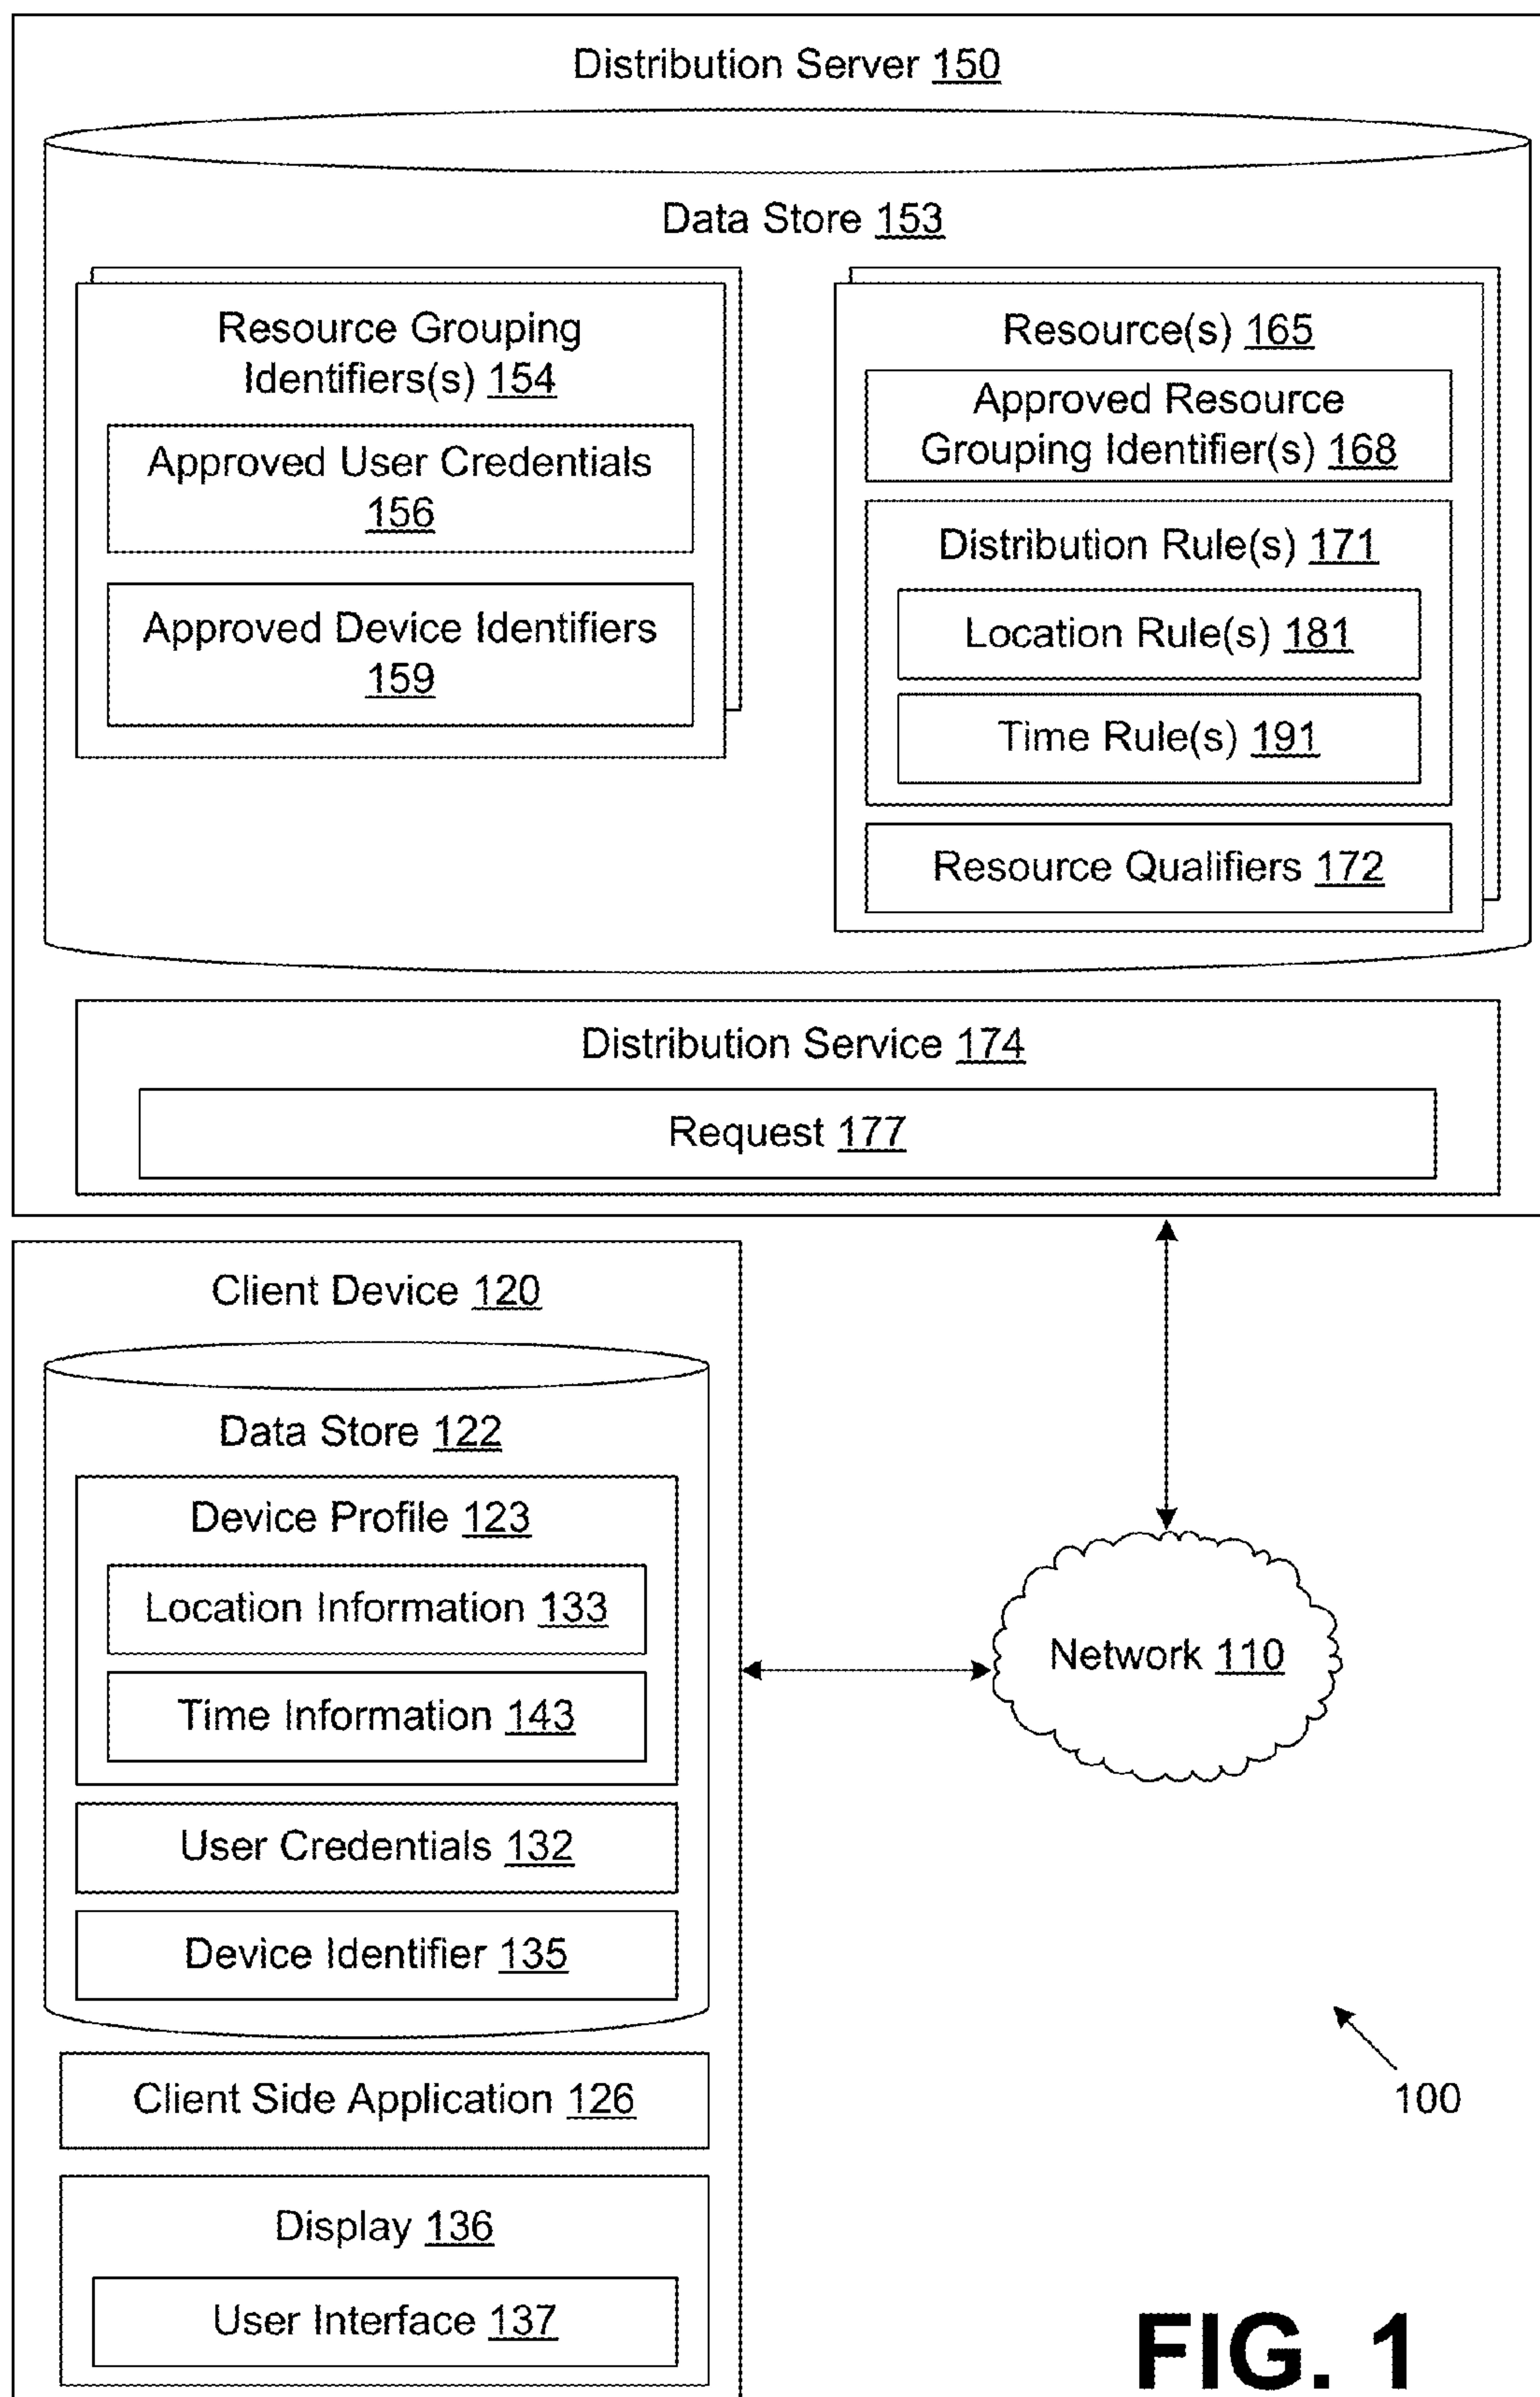 Distribution Server 150
Data Store 153
Resource Grouping
Identifiers(s) 154
Approved User Credentials
156
Approved Device Identifiers
159
Resource(s) 165
Approved Resource
Grouping Identifier(s) 168
Distribution Rule(s) 171
Location Rule(s) 181
Time Rule(s) 191
Resource Qualifiers 172
Distribution Service 174
Request 177
Client Device 120
Data Store 122
Device Profile 123
Location Information 133
Time Information 143
User Credentials 132
Device Identifier 135
Client Side Application 126
Display 136
User Interface 137
Network 110
100
FIG. 1